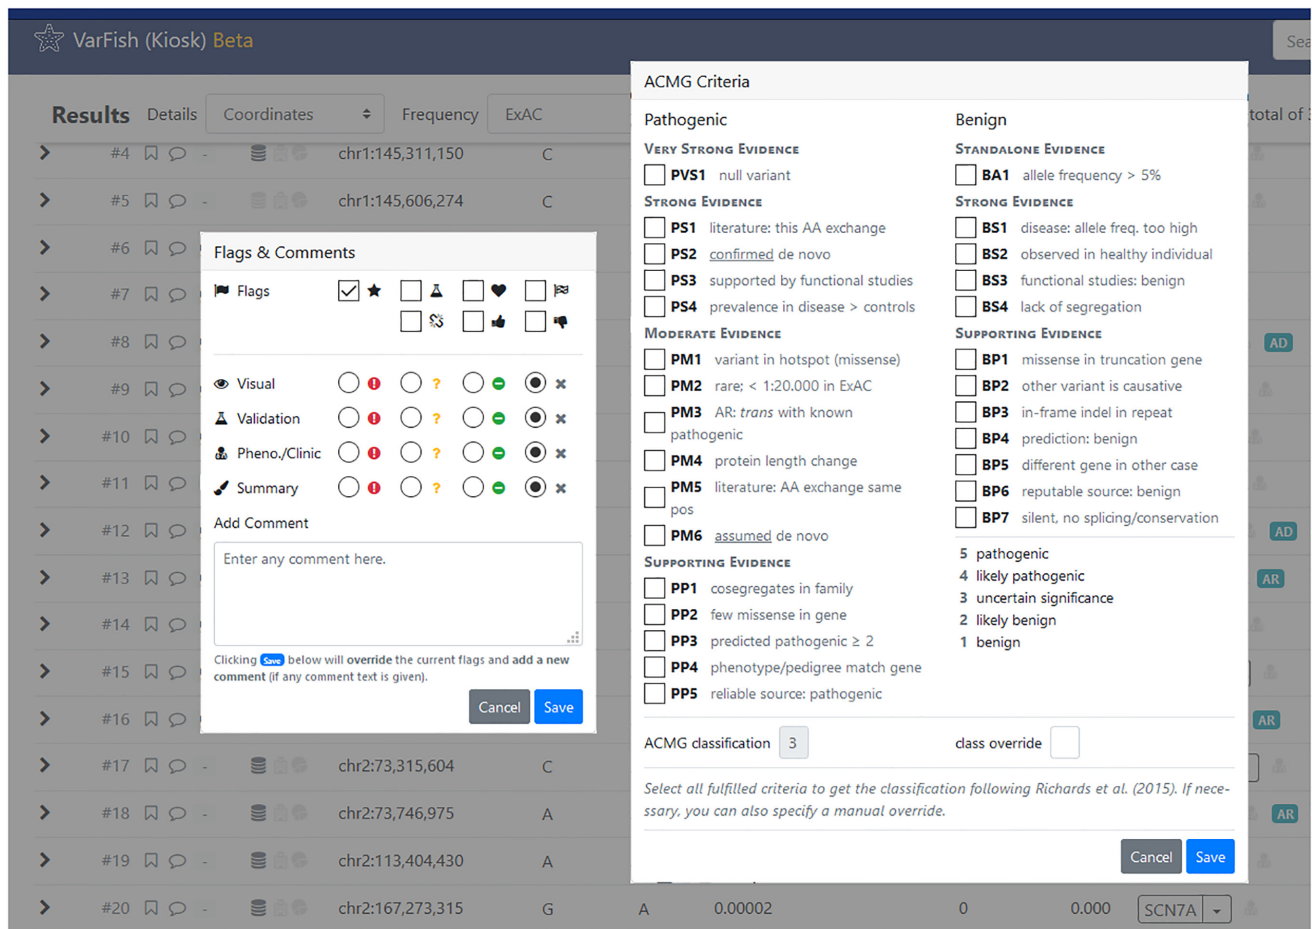 VarFish (Kiosk) Beta
Sea
Results Details Coordinates Frequency ExAC
total of
#4 - chr1:145,311,150 C
#5 - chr1:145,606,274 C
#6
#7
#8 AD
#9
#10
#11
#12 AD
#13 AR
#14
#15
#16 AR
#17 - chr2:73,315,604 C
#18 - chr2:73,746,975 A AR
#19 - chr2:113,404,430 A
#20 - chr2:167,273,315 G A 0.00002 0 0.000 SCN7A
Flags & Comments
Flags
Visual
Validation
Pheno./Clinic
Summary
Add Comment
Enter any comment here.
Clicking Save below will override the current flags and add a new
comment (if any comment text is given).
Cancel Save
ACMG Criteria
Pathogenic
VERY STRONG EVIDENCE
PVS1 null variant
STRONG EVIDENCE
PS1 literature: this AA exchange
PS2 confirmed de novo
PS3 supported by functional studies
PS4 prevalence in disease > controls
MODERATE EVIDENCE
PM1 variant in hotspot (missense)
PM2 rare; < 1:20.000 in ExAC
PM3 AR: trans with known
pathogenic
PM4 protein length change
PM5 literature: AA exchange same
pos
PM6 assumed de novo
SUPPORTING EVIDENCE
PP1 cosegregates in family
PP2 few missense in gene
PP3 predicted pathogenic ≥ 2
PP4 phenotype/pedigree match gene
PP5 reliable source: pathogenic
Benign
STANDALONE EVIDENCE
BA1 allele frequency > 5%
STRONG EVIDENCE
BS1 disease: allele freq. too high
BS2 observed in healthy individual
BS3 functional studies: benign
BS4 lack of segregation
SUPPORTING EVIDENCE
BP1 missense in truncation gene
BP2 other variant is causative
BP3 in-frame indel in repeat
BP4 prediction: benign
BP5 different gene in other case
BP6 reputable source: benign
BP7 silent, no splicing/conservation
5 pathogenic
4 likely pathogenic
3 uncertain significance
2 likely benign
1 benign
ACMG classification 3
class override
Select all fulfilled criteria to get the classification following Richards et al. (2015). If nece-
ssary, you can also specify a manual override.
Cancel Save